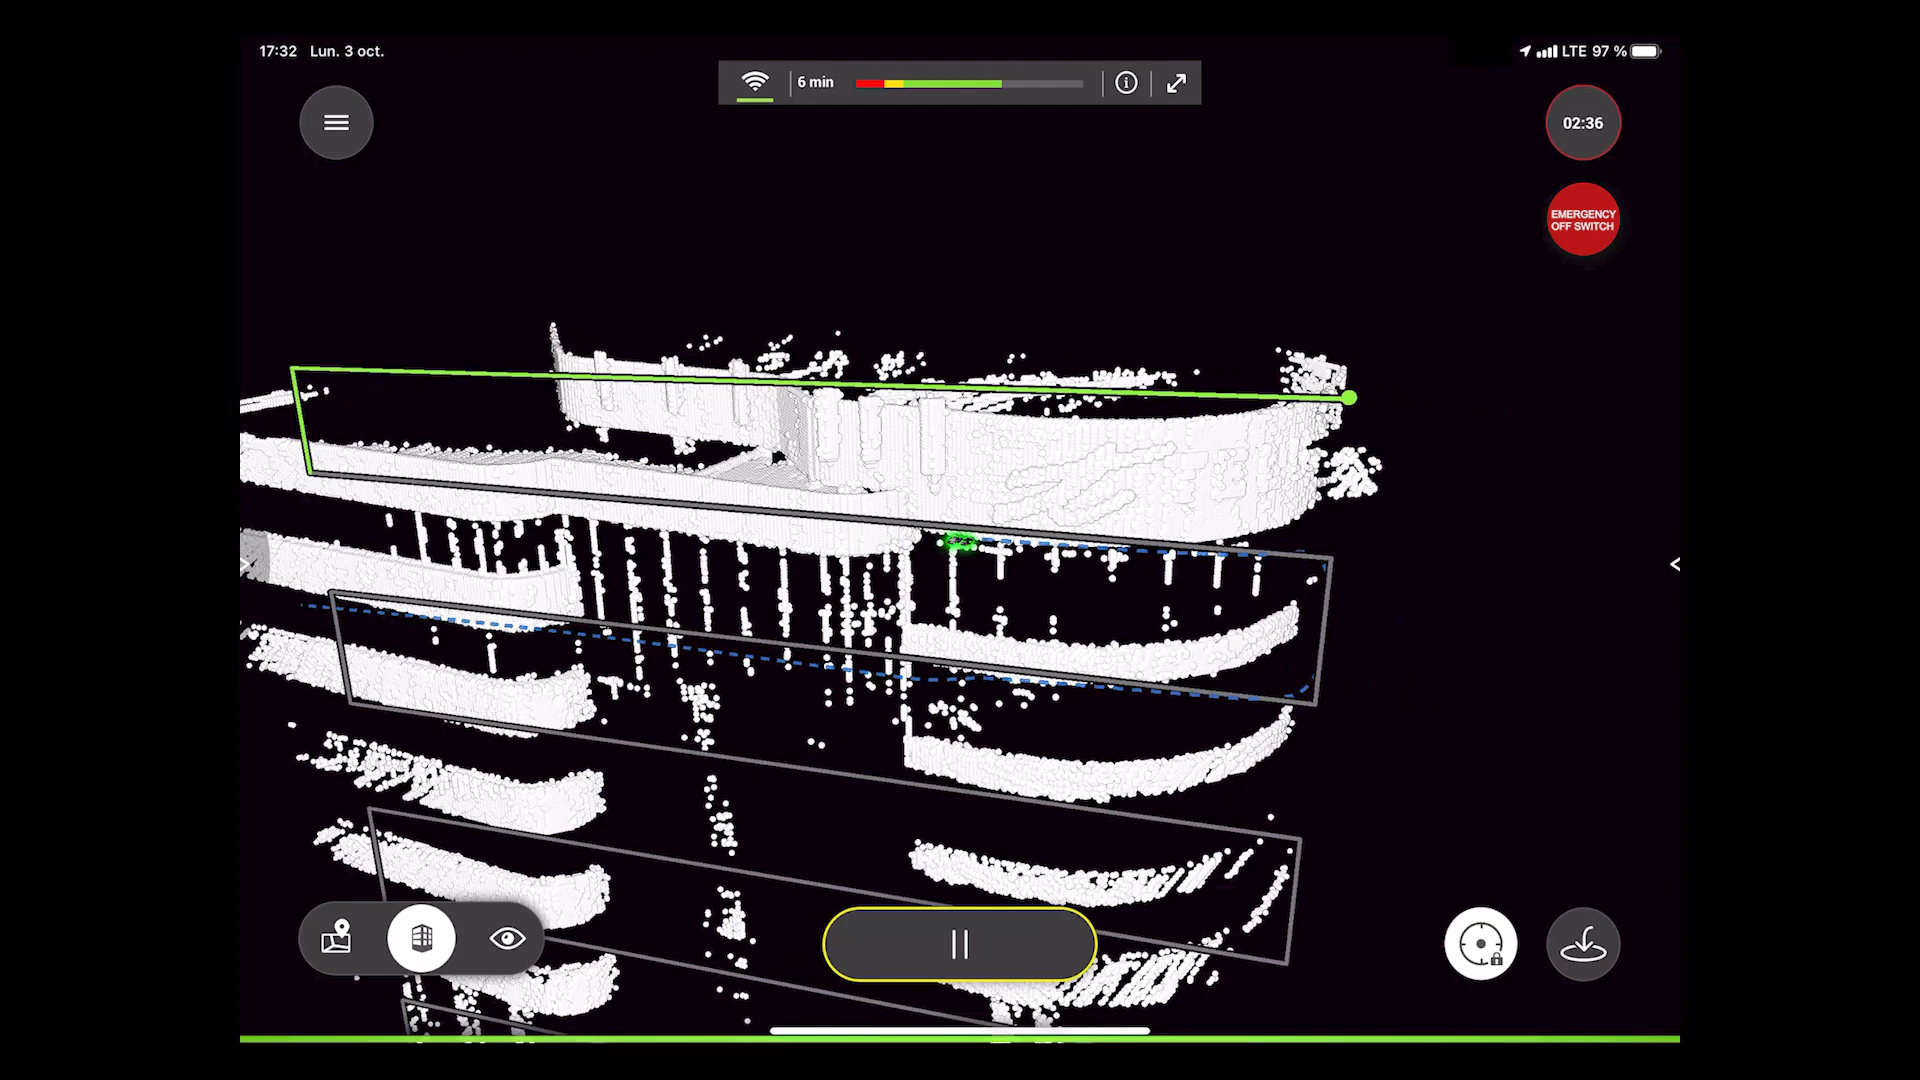 17:32 Lun. 3 oct.
LTE 97 %
6 min
02:36
EMERGENCY
OFF SWITCH